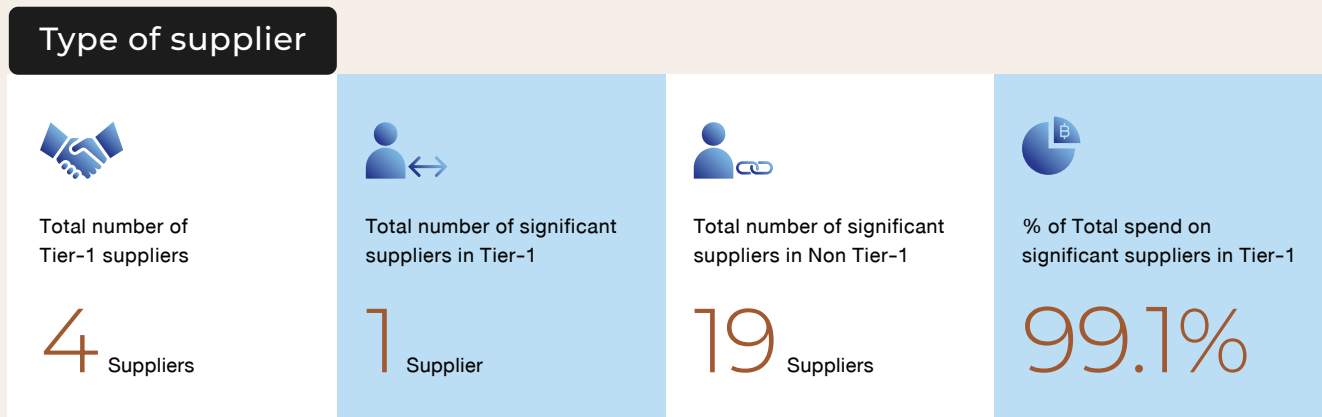 Type of supplier
฿
Total number of
Tier-1 suppliers
4 Suppliers
Total number of significant
suppliers in Tier-1
1 Supplier
Total number of significant
suppliers in Non Tier-1
19 Suppliers
% of Total spend on
significant suppliers in Tier-1
99.1%